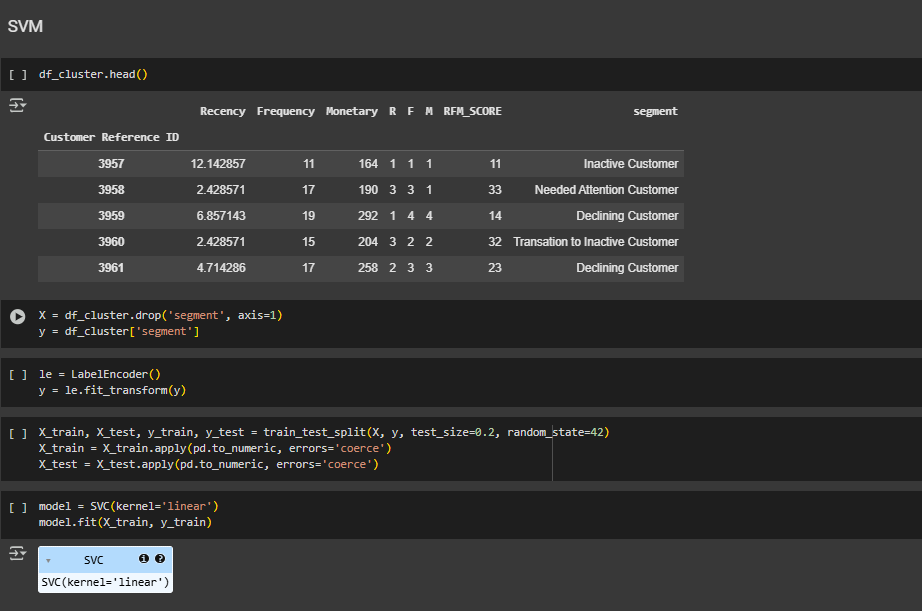 SVM
[ ] df_cluster.head()
Recency Frequency Monetary R F M RFM_SCORE segment
Customer Reference ID
3957 12.142857 11 164 1 1 1 11 Inactive Customer
3958 2.428571 17 190 3 3 1 33 Needed Attention Customer
3959 6.857143 19 292 1 4 4 14 Declining Customer
3960 2.428571 15 204 3 2 2 32 Transation to Inactive Customer
3961 4.714286 17 258 2 3 3 23 Declining Customer
X = df_cluster.drop('segment', axis=1)
y = df_cluster['segment']
[ ] le = LabelEncoder()
y = le.fit_transform(y)
[ ] X_train, X_test, y_train, y_test = train_test_split(X, y, test_size=0.2, random_state=42)
X_train = X_train.apply(pd.to_numeric, errors='coerce')
X_test = X_test.apply(pd.to_numeric, errors='coerce')
[ ] model = SVC(kernel='linear')
model.fit(X_train, y_train)
SVC i ?
SVC(kernel='linear')